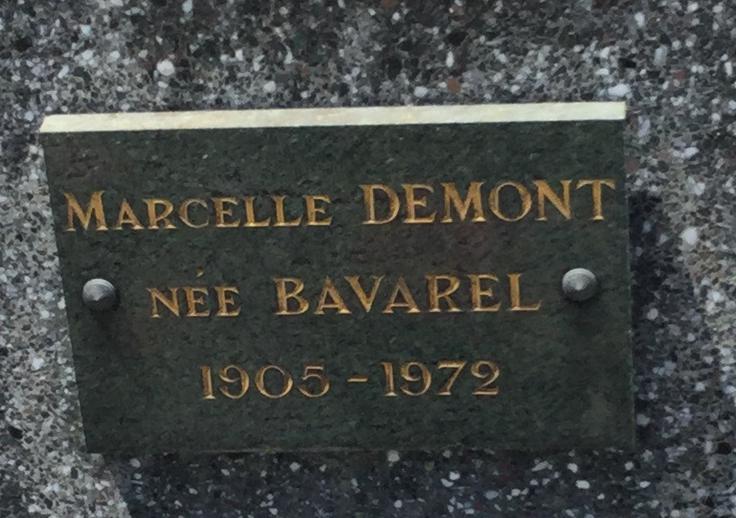 MARCELLE DEMONT
NÉE BAVAREL
1905-1972